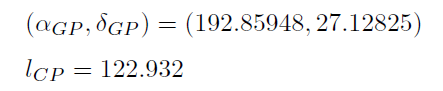 (α_GP, δ_GP) = (192.85948, 27.12825)
l_CP = 122.932